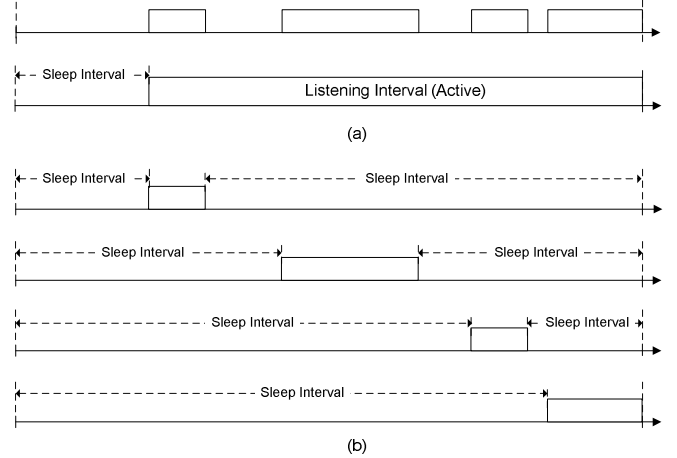 Sleep Interval
Listening Interval (Active)
(a)
Sleep Interval Sleep Interval
Sleep Interval Sleep Interval
Sleep Interval Sleep Interval
Sleep Interval
(b)